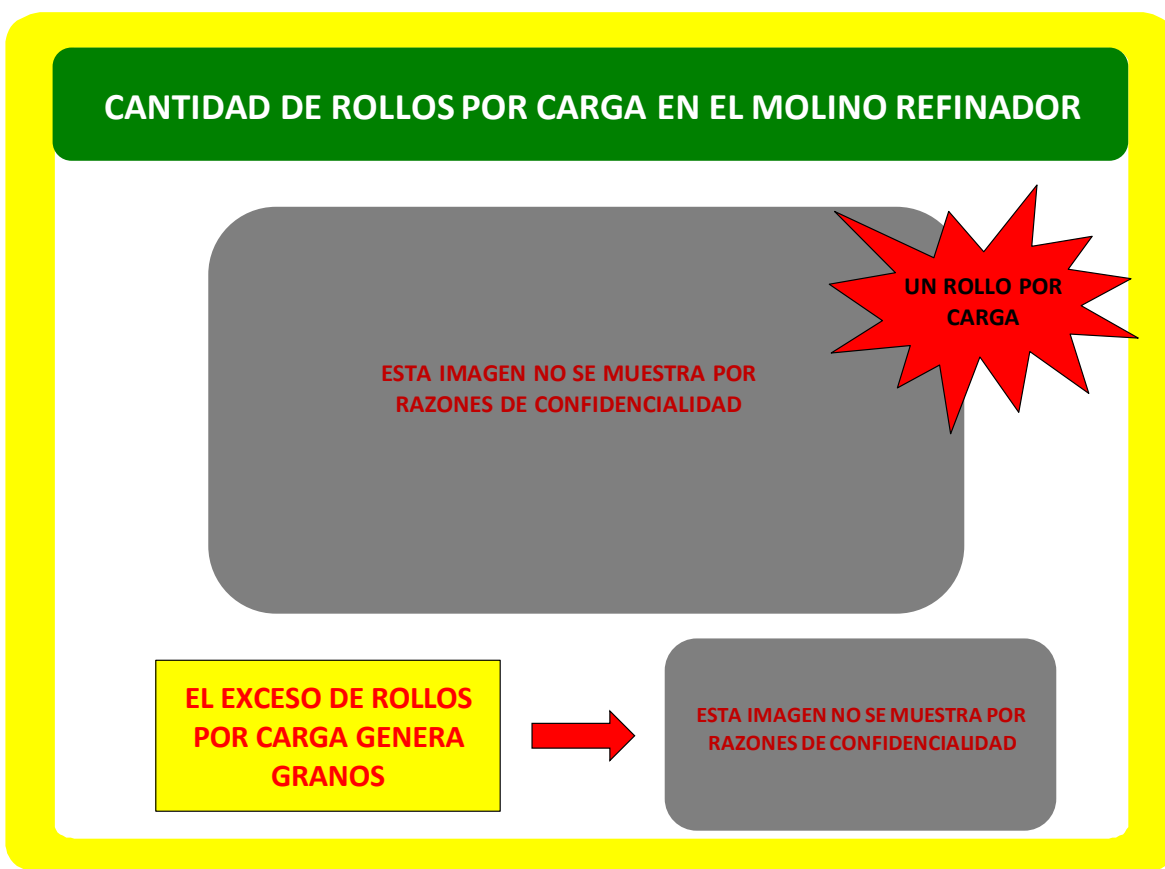 CANTIDAD DE ROLLOS POR CARGA EN EL MOLINO REFINADOR
UN ROLLO POR
CARGA
ESTA IMAGEN NO SE MUESTRA POR
RAZONES DE CONFIDENCIALIDAD
EL EXCESO DE ROLLOS
POR CARGA GENERA
GRANOS
ESTA IMAGEN NO SE MUESTRA POR
RAZONES DE CONFIDENCIALIDAD